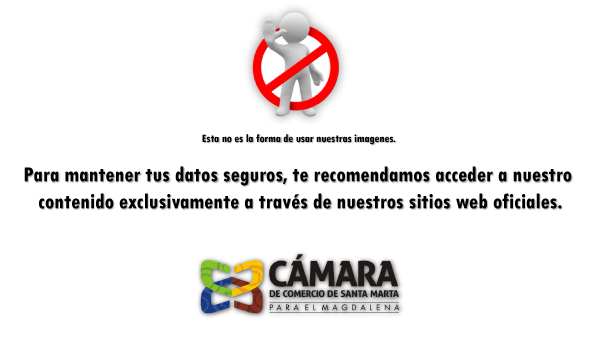 Esta no es la forma de usar nuestras imagenes.
Para mantener tus datos seguros, te recomendamos acceder a nuestro
contenido exclusivamente a través de nuestros sitios web oficiales.
CÁMARA
DE COMERCIO DE SANTA MARTA
PARA EL MAGDALENA